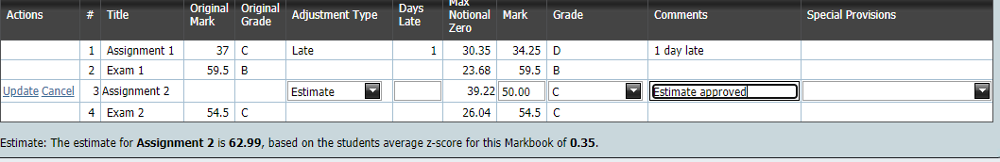 Actions # Title Original Mark Original Grade Adjustment Type Days Late Max Notional Zero Mark Grade Comments Special Provisions
1 Assignment 1 37 C Late 1 30.35 34.25 D 1 day late
2 Exam 1 59.5 B 23.68 59.5 B
Update Cancel 3 Assignment 2 Estimate 39.22 50.00 C Estimate approved
4 Exam 2 54.5 C 26.04 54.5 C
Estimate: The estimate for Assignment 2 is 62.99, based on the students average z-score for this Markbook of 0.35.